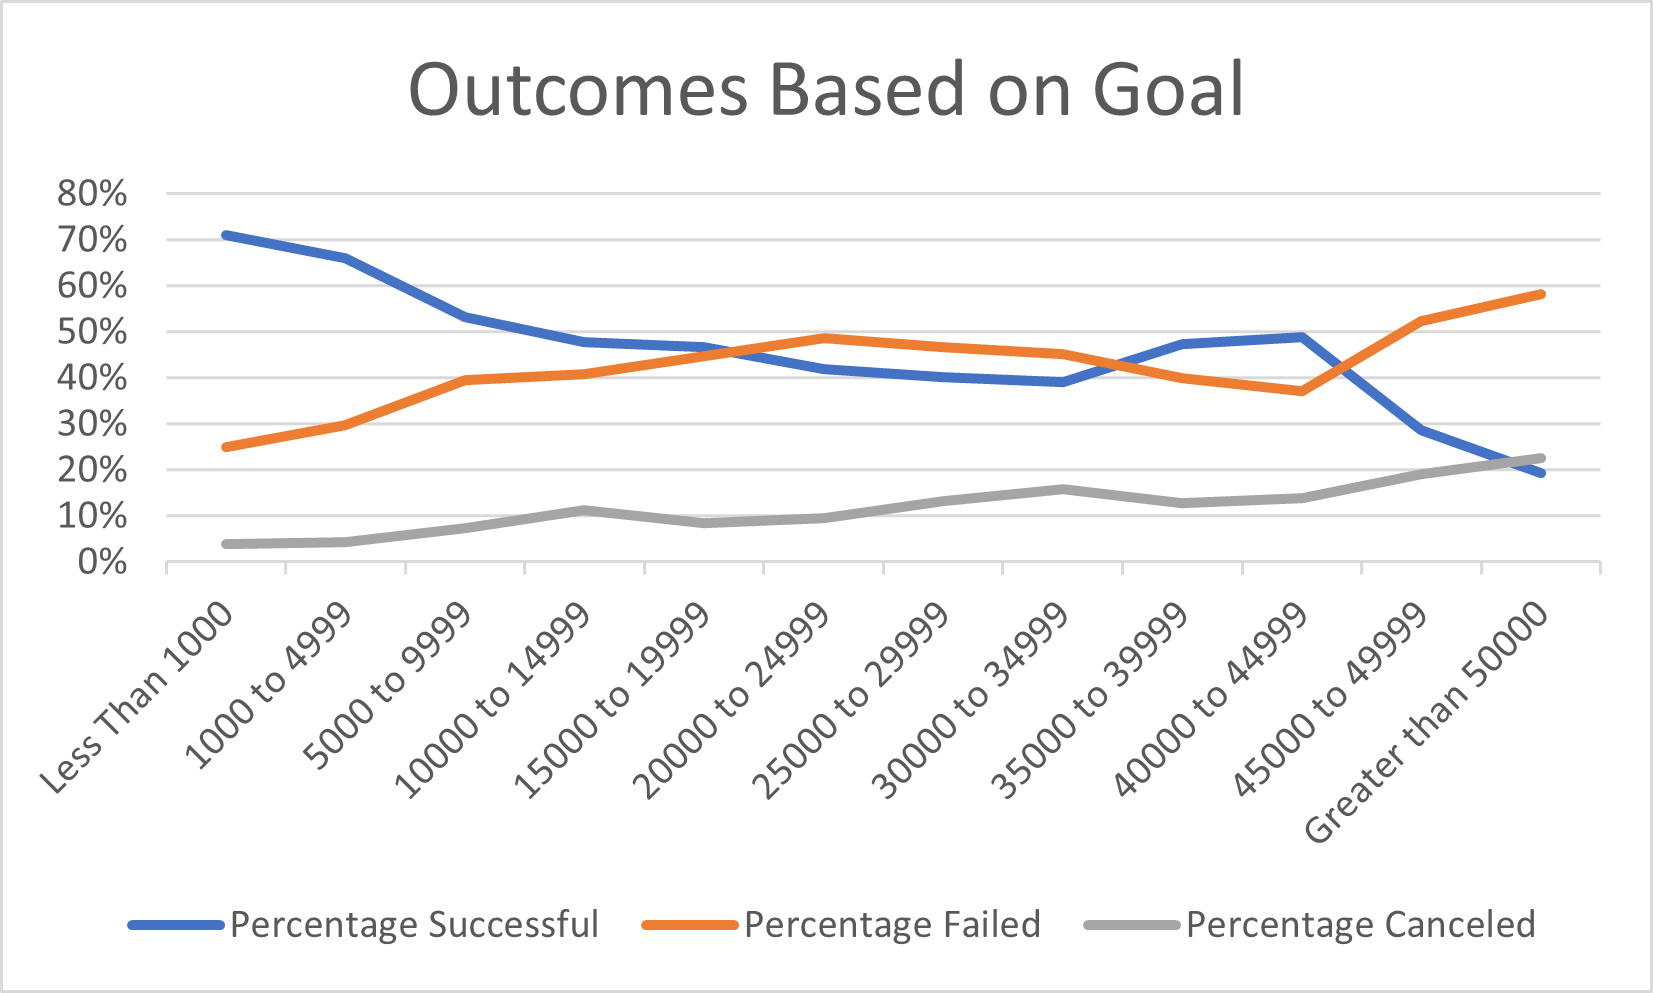 Outcomes Based on Goal
80%
70%
60%
50%
40%
30%
20%
10%
0%
Less Than 1000
1000 to 4999
5000 to 9999
10000 to 14999
15000 to 19999
20000 to 24999
25000 to 29999
30000 to 34999
35000 to 39999
40000 to 44999
45000 to 49999
Greater than 50000
Percentage Successful
Percentage Failed
Percentage Canceled